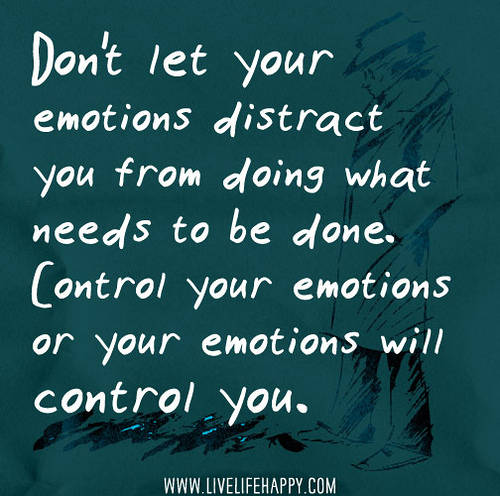 Don't let your
emotions distract
you from doing what
needs to be done.
Control your emotions
or your emotions will
control you.
WWW.LIVELIFEHAPPY.COM